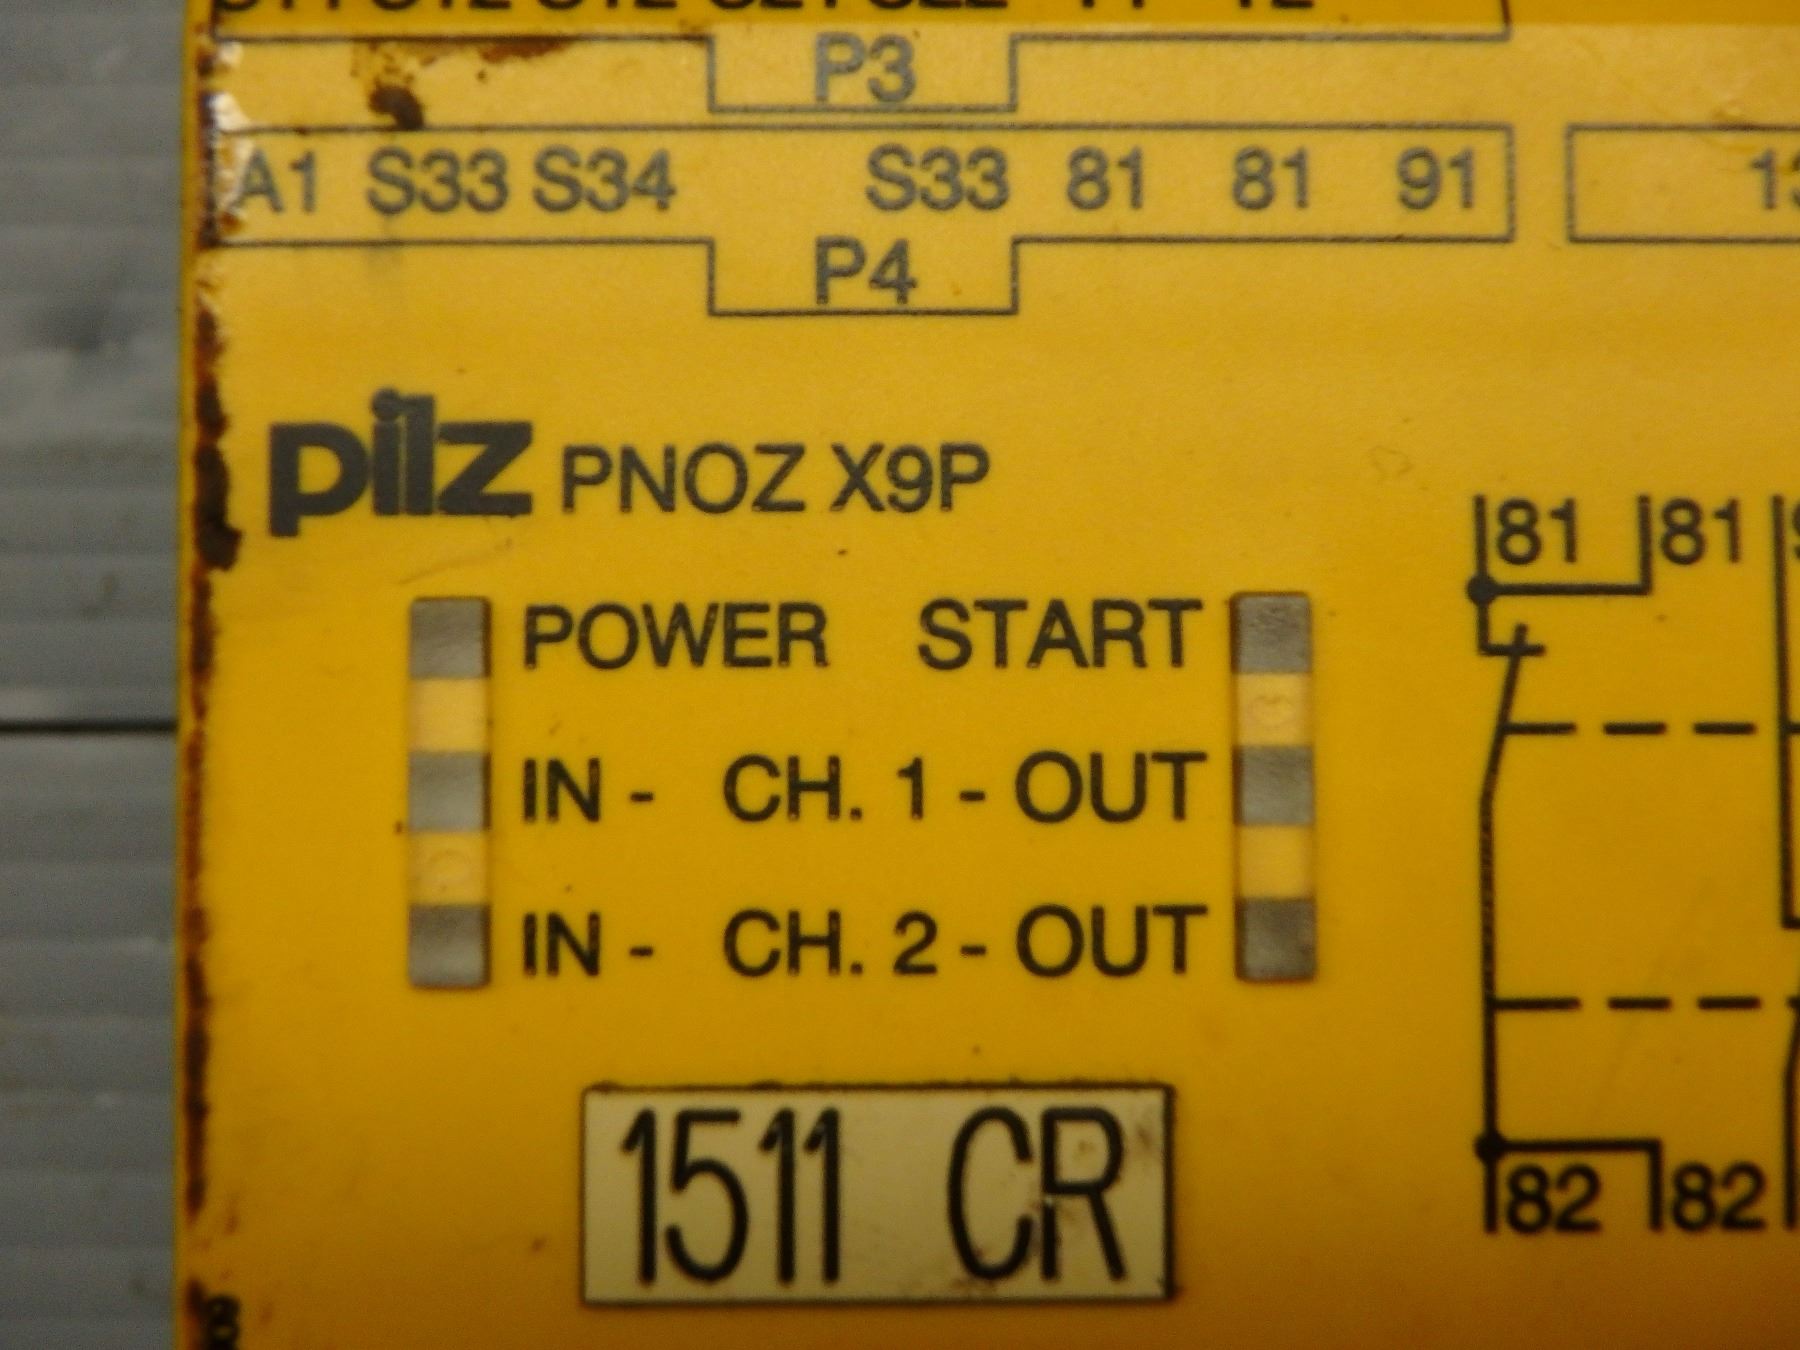 P3
A1 S33 S34 S33 81 81 91
P4
pilz PNOZ X9P
81 81
POWER START
IN - CH. 1 - OUT
IN - CH. 2 - OUT
1511 CR
82 82
8